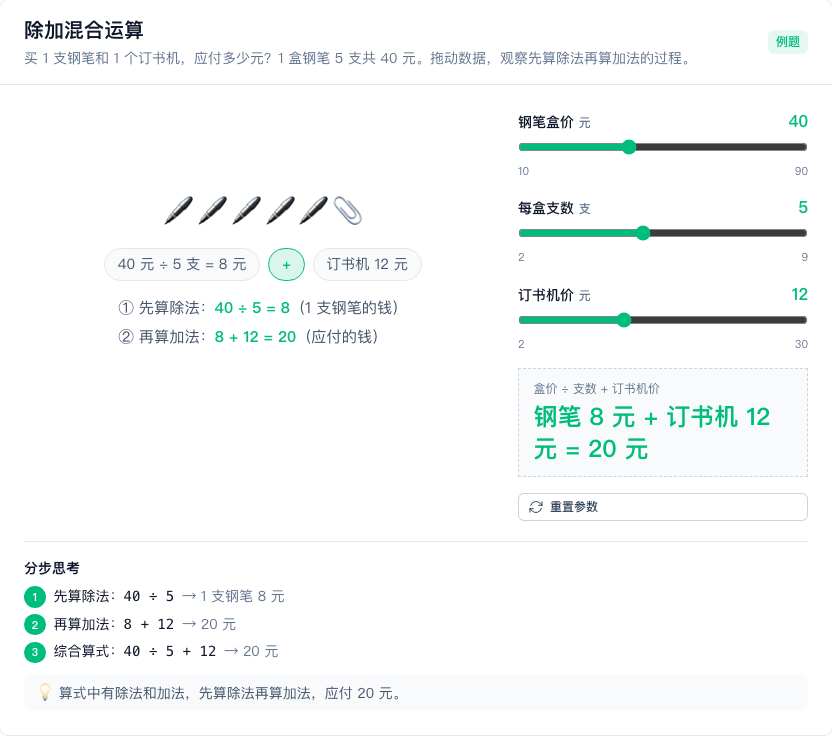 除加混合运算
买 1 支钢笔和 1 个订书机，应付多少元？1 盒钢笔 5 支共 40 元。拖动数据，观察先算除法再算加法的过程。
例题
40 元 ÷ 5 支 = 8 元
+
订书机 12 元
① 先算除法：40 ÷ 5 = 8（1 支钢笔的钱）
② 再算加法：8 + 12 = 20（应付的钱）
钢笔盒价 元 40
10 90
每盒支数 支 5
2 9
订书机价 元 12
2 30
盒价 ÷ 支数 + 订书机价
钢笔 8 元 + 订书机 12
元 = 20 元
重置参数
分步思考
1 先算除法：40 ÷ 5 → 1 支钢笔 8 元
2 再算加法：8 + 12 → 20 元
3 综合算式：40 ÷ 5 + 12 → 20 元
算式中有除法和加法，先算除法再算加法，应付 20 元。